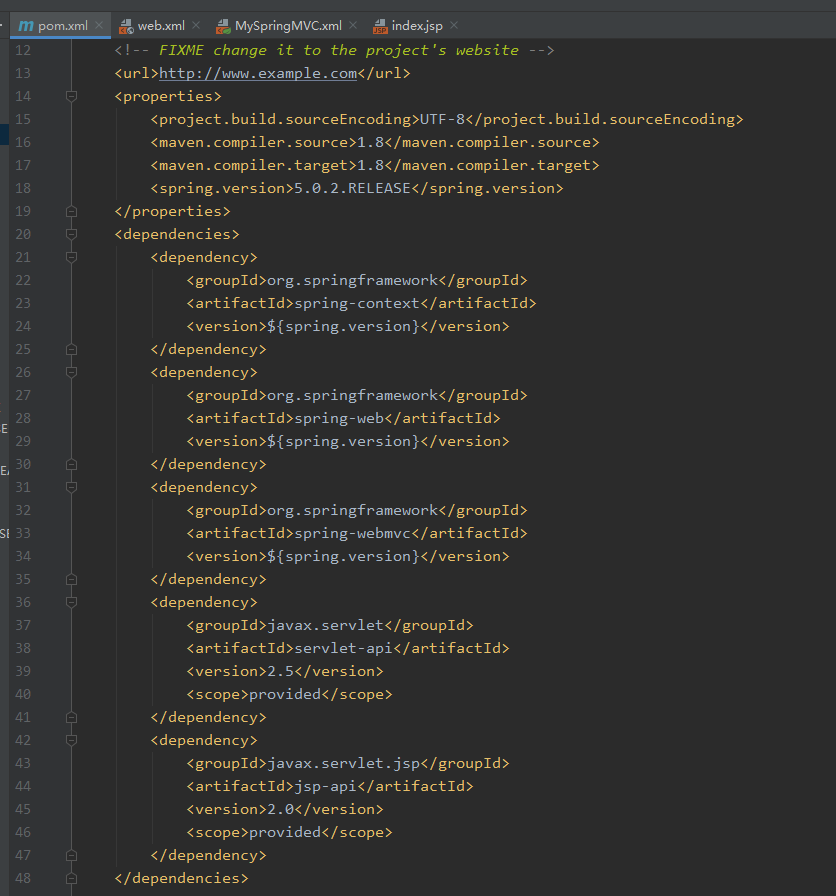 pom.xml web.xml MySpringMVC.xml index.jsp
12 <!-- FIXME change it to the project's website -->
13 <url>http://www.example.com</url>
14 <properties>
15 <project.build.sourceEncoding>UTF-8</project.build.sourceEncoding>
16 <maven.compiler.source>1.8</maven.compiler.source>
17 <maven.compiler.target>1.8</maven.compiler.target>
18 <spring.version>5.0.2.RELEASE</spring.version>
19 </properties>
20 <dependencies>
21 <dependency>
22 <groupId>org.springframework</groupId>
23 <artifactId>spring-context</artifactId>
24 <version>${spring.version}</version>
25 </dependency>
26 <dependency>
27 <groupId>org.springframework</groupId>
28 <artifactId>spring-web</artifactId>
29 <version>${spring.version}</version>
30 </dependency>
31 <dependency>
32 <groupId>org.springframework</groupId>
33 <artifactId>spring-webmvc</artifactId>
34 <version>${spring.version}</version>
35 </dependency>
36 <dependency>
37 <groupId>javax.servlet</groupId>
38 <artifactId>servlet-api</artifactId>
39 <version>2.5</version>
40 <scope>provided</scope>
41 </dependency>
42 <dependency>
43 <groupId>javax.servlet.jsp</groupId>
44 <artifactId>jsp-api</artifactId>
45 <version>2.0</version>
46 <scope>provided</scope>
47 </dependency>
48 </dependencies>